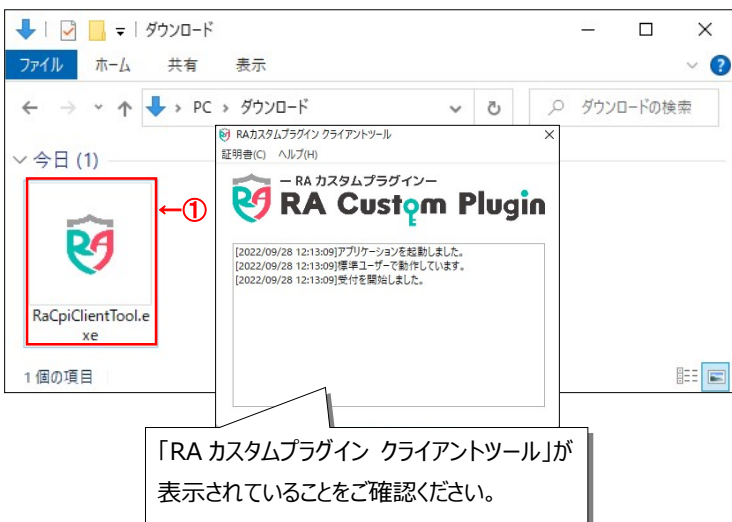 ダウンロード
ファイル ホーム 共有 表示
PC > ダウンロード ダウンロードの検索
今日 (1)
←①
RaCpiClientTool.e
xe
1 個の項目
RAカスタムプラグイン クライアントツール
証明書(C) ヘルプ(H)
ー RA カスタムプラグインー
RA Custom Plugin
[2022/09/28 12:13:09]アプリケーションを起動しました。
[2022/09/28 12:13:09]標準ユーザーで動作しています。
[2022/09/28 12:13:09]受付を開始しました。
「RA カスタムプラグイン クライアントツール」が
表示されていることをご確認ください。